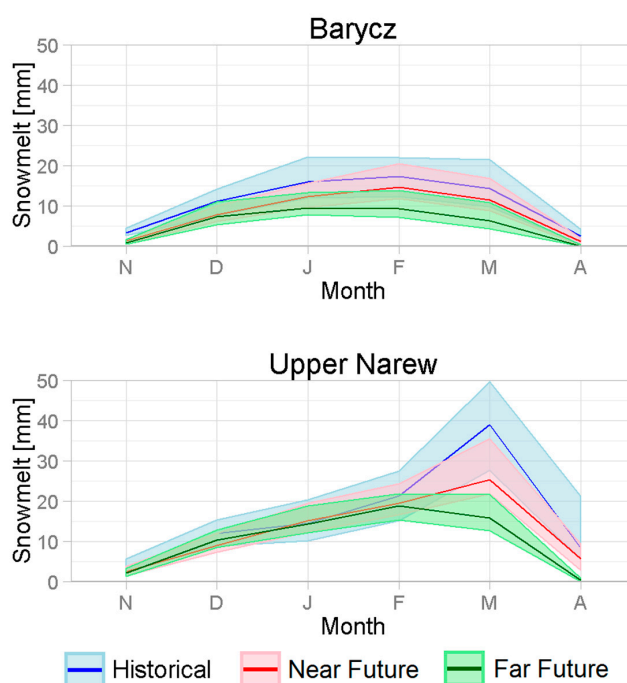 Barycz
50
40
30
20
10
0
Snowmelt [mm]
N D J F M A
Month
Upper Narew
50
40
30
20
10
0
Snowmelt [mm]
N D J F M A
Month
Historical Near Future Far Future